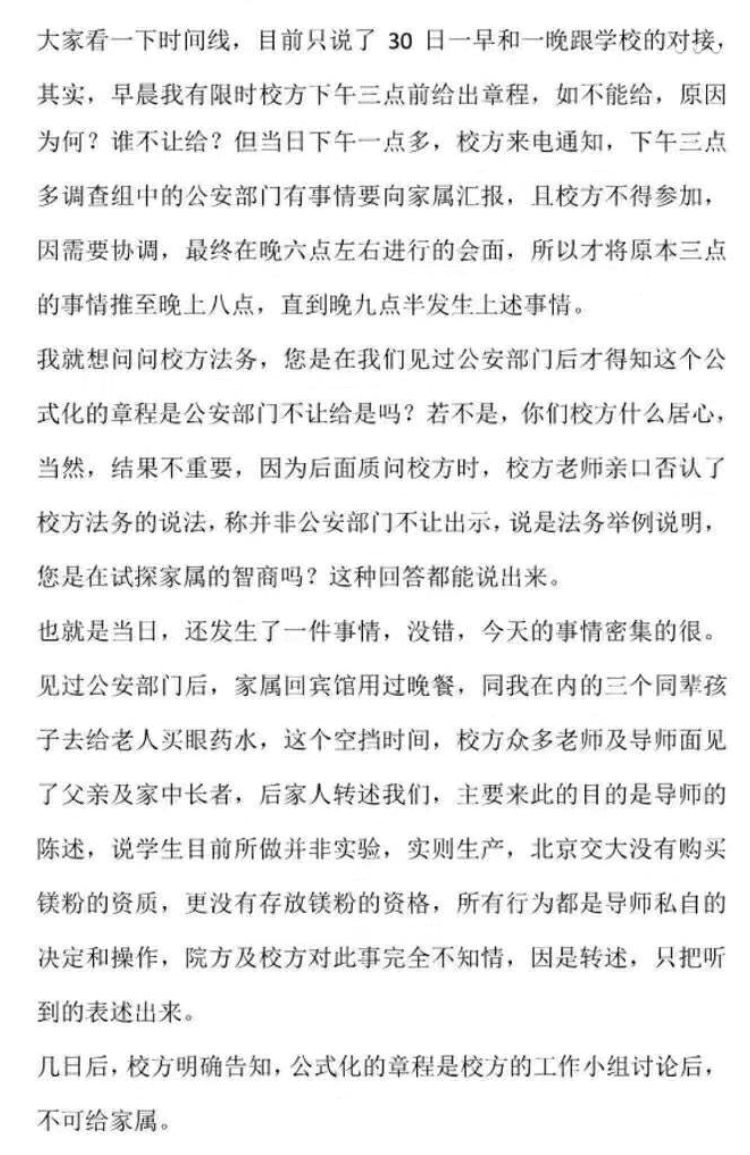 大家看一下时间线，目前只说了 30 日一早和一晚跟学校的对接，
其实，早晨我有限时校方下午三点前给出章程，如不能给，原因
为何？谁不让给？但当日下午一点多，校方来电通知，下午三点
多调查组中的公安部门有事情要向家属汇报，且校方不得参加，
因需要协调，最终在晚六点左右进行的会面，所以才将原本三点
的事情推至晚上八点，直到晚九点半发生上述事情。
我就想问问校方法务，您是在我们见过公安部门后才得知这个公
式化的章程是公安部门不让给是吗？若不是，你们校方什么居心，
当然，结果不重要，因为后面质问校方时，校方老师亲口否认了
校方法务的说法，称并非公安部门不让出示，说是法务举例说明，
您是在试探家属的智商吗？这种回答都能说出来。
也就是当日，还发生了一件事情，没错，今天的事情密集的很。
见过公安部门后，家属回宾馆用过晚餐，同我在内的三个同辈孩
子去给老人买眼药水，这个空挡时间，校方众多老师及导师面见
了父亲及家中长者，后家人转述我们，主要来此的目的是导师的
陈述，说学生目前所做并非实验，实则生产，北京交大没有购买
镁粉的资质，更没有存放镁粉的资格，所有行为都是导师私自的
决定和操作，院方及校方对此事完全不知情，因是转述，只把听
到的表述出来。
几日后，校方明确告知，公式化的章程是校方的工作小组讨论后，
不可给家属。